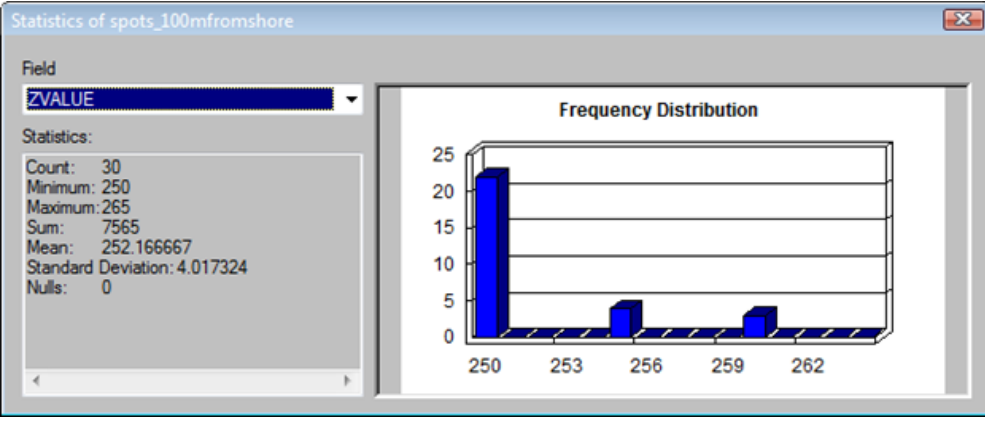 Statistics of spots_100mfromshore
Field
ZVALUE
Statistics:
Count: 30
Minimum: 250
Maximum: 265
Sum: 7565
Mean: 252.166667
Standard Deviation: 4.017324
Nulls: 0
Frequency Distribution
25
20
15
10
5
0
250 253 256 259 262